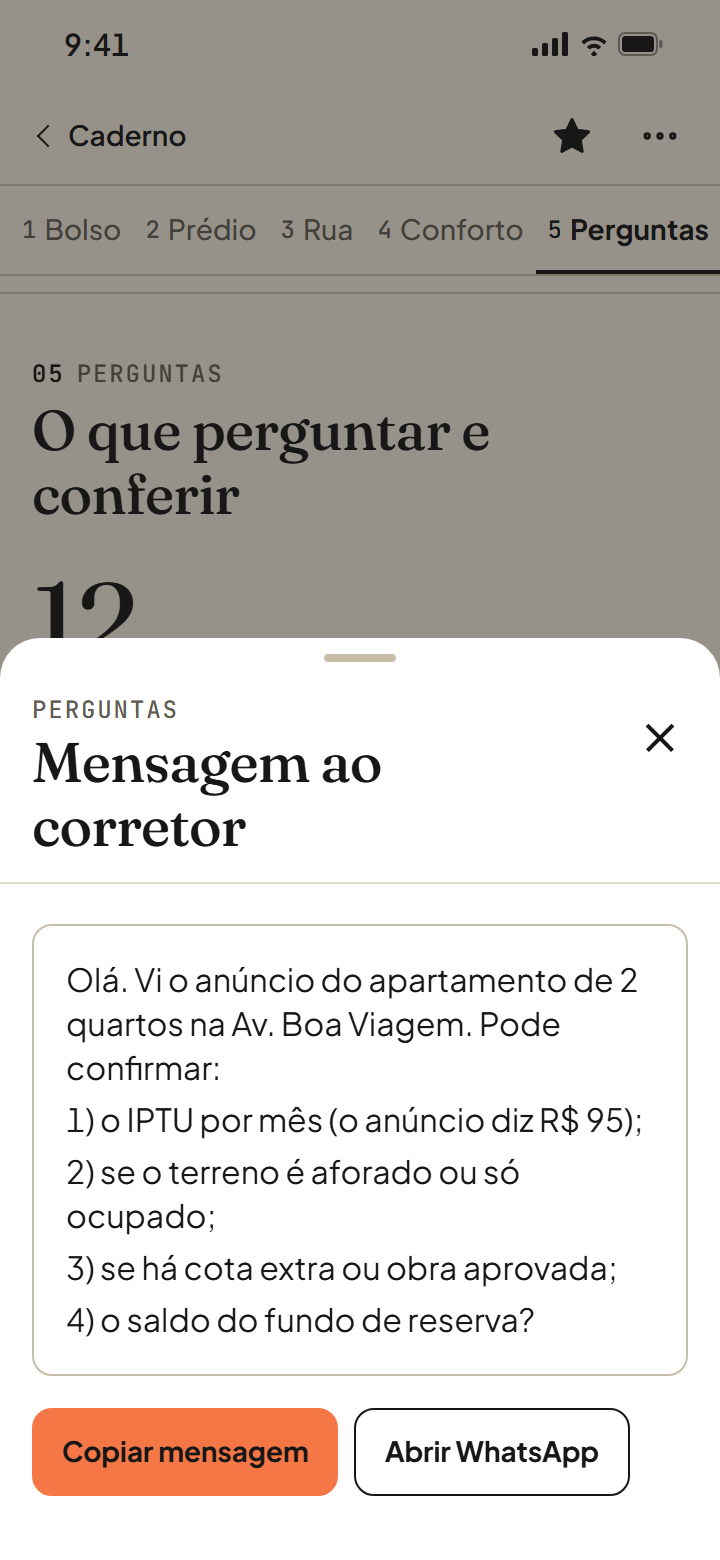 9:41
Caderno
1 Bolso 2 Prédio 3 Rua 4 Conforto 5 Perguntas
05 PERGUNTAS
O que perguntar e
conferir
12
PERGUNTAS
Mensagem ao
corretor
Olá. Vi o anúncio do apartamento de 2
quartos na Av. Boa Viagem. Pode
confirmar:
1) o IPTU por mês (o anúncio diz R$ 95);
2) se o terreno é aforado ou só
ocupado;
3) se há cota extra ou obra aprovada;
4) o saldo do fundo de reserva?
Copiar mensagem Abrir WhatsApp